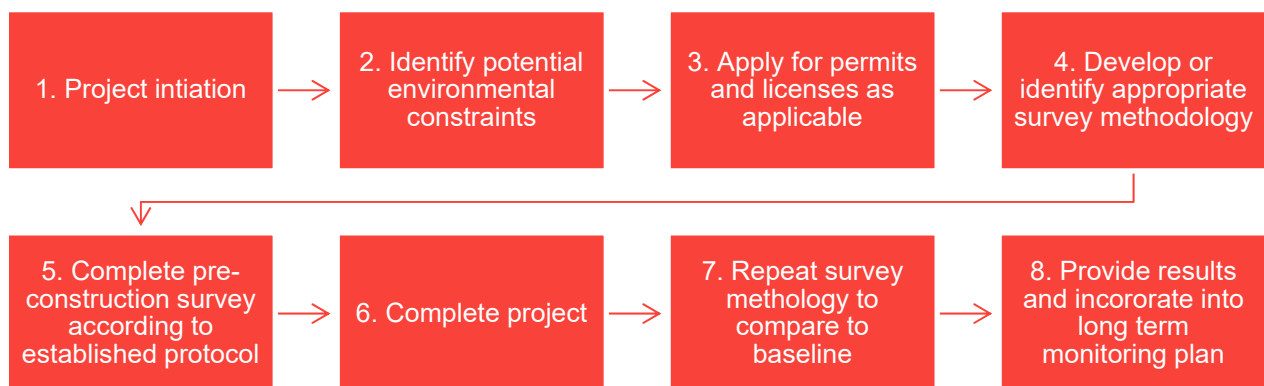 1. Project intiation
2. Identify potential
environmental
constraints
3. Apply for permits
and licenses as
applicable
4. Develop or
identify appropriate
survey methodology
5. Complete pre-
construction survey
according to
established protocol
6. Complete project
7. Repeat survey
methology to
compare to
baseline
8. Provide results
and incororate into
long term
monitoring plan